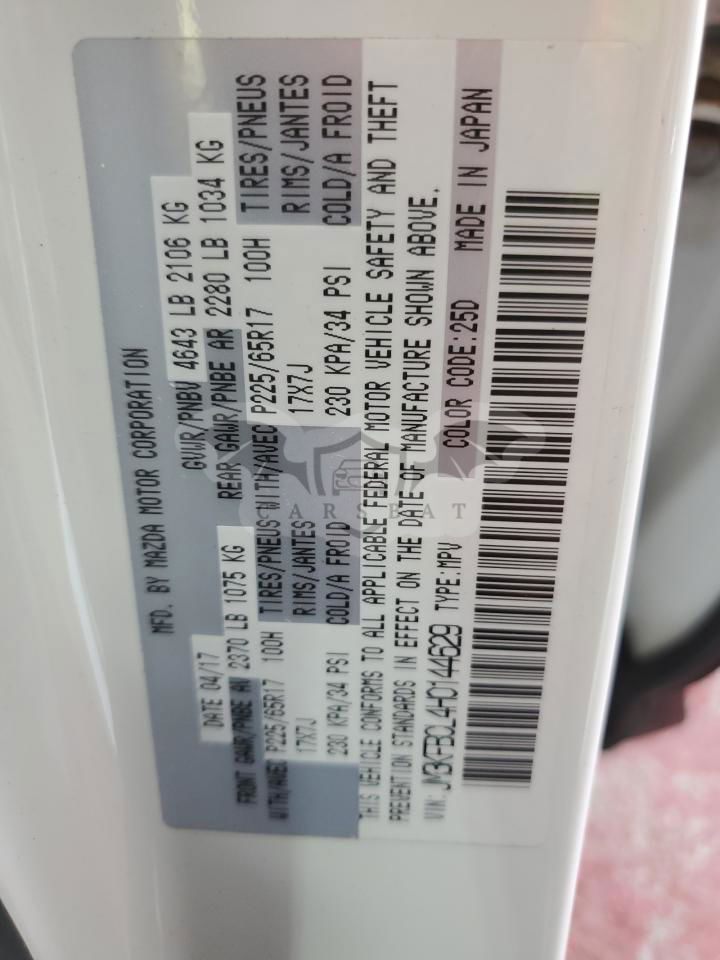 MFD. BY MAZDA MOTOR CORPORATION
DATE 04/17 GVWR/PNBV 4643 LB 2106 KG
FRONT GAWR/PNBE AV 2370 LB 1075 KG REAR GAWR/PNBE AR 2280 LB 1034 KG
WITH/AVEC P225/65R17 100H TIRES/PNEUS WITH/AVEC P225/65R17 100H TIRES/PNEUS
17X7J RIMS/JANTES 17X7J RIMS/JANTES
230 KPA/34 PSI COLD/A FROID 230 KPA/34 PSI COLD/A FROID
THIS VEHICLE CONFORMS TO ALL APPLICABLE FEDERAL MOTOR VEHICLE SAFETY AND THEFT
PREVENTION STANDARDS IN EFFECT ON THE DATE OF MANUFACTURE SHOWN ABOVE.
VIN: JM3KFBCL4H0144629 TYPE:MPV COLOR CODE:25D MADE IN JAPAN
CARSBAT